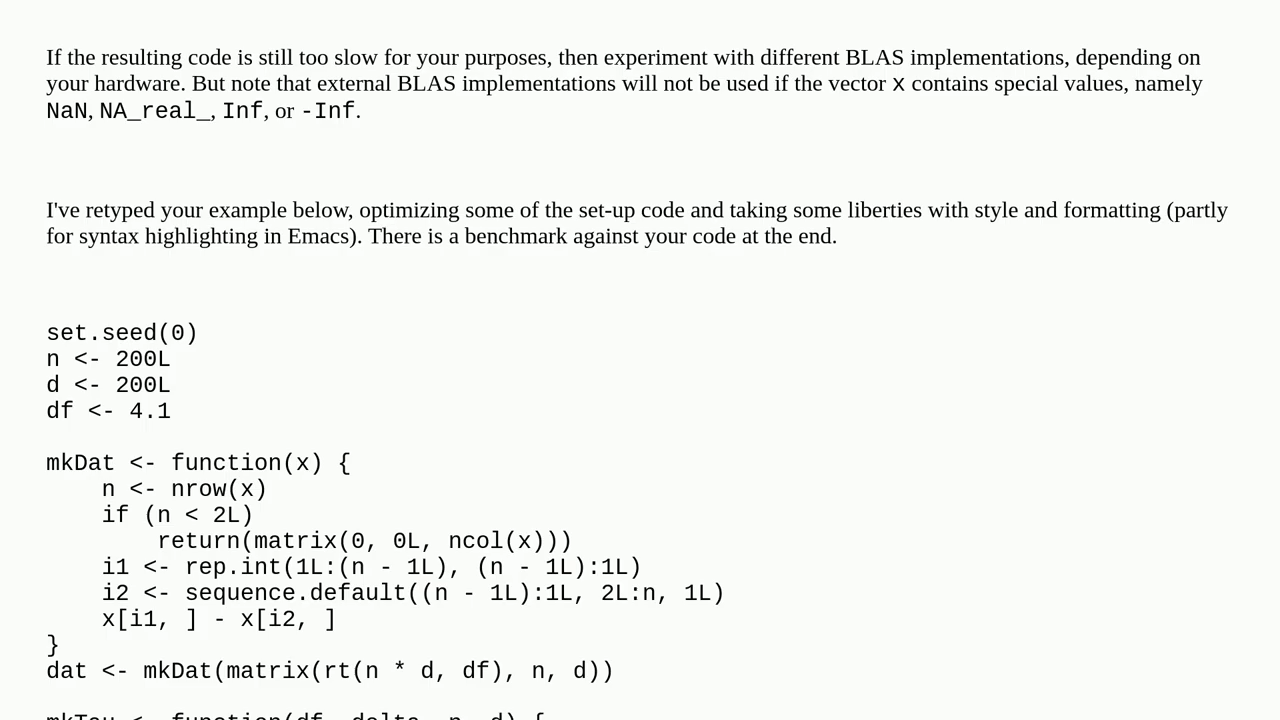 If the resulting code is still too slow for your purposes, then experiment with different BLAS implementations, depending on
your hardware. But note that external BLAS implementations will not be used if the vector x contains special values, namely
NaN, NA_real_, Inf, or -Inf.
I've retyped your example below, optimizing some of the set-up code and taking some liberties with style and formatting (partly
for syntax highlighting in Emacs). There is a benchmark against your code at the end.
set.seed(0)
n <- 200L
d <- 200L
df <- 4.1
mkDat <- function(x) {
    n <- nrow(x)
    if (n < 2L)
        return(matrix(0, 0L, ncol(x)))
    i1 <- rep.int(1L:(n - 1L), (n - 1L):1L)
    i2 <- sequence.default((n - 1L):1L, 2L:n, 1L)
    x[i1, ] - x[i2, ]
}
dat <- mkDat(matrix(rt(n * d, df), n, d))
mkTau <- function(df, delta, n, d) {